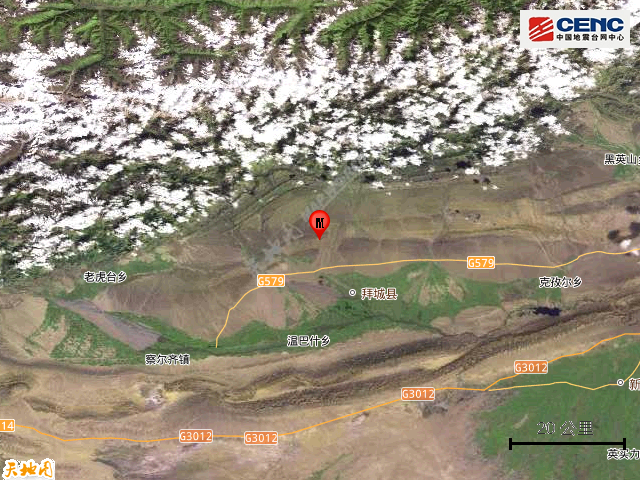 CENC
中国地震台网中心
黑英山乡
M
老虎台乡
G579
G579
克孜尔乡
拜城县
温巴什乡
察尔齐镇
G3012
G3012
新
14
G3012
G3012
20 公里
英买力
天地图